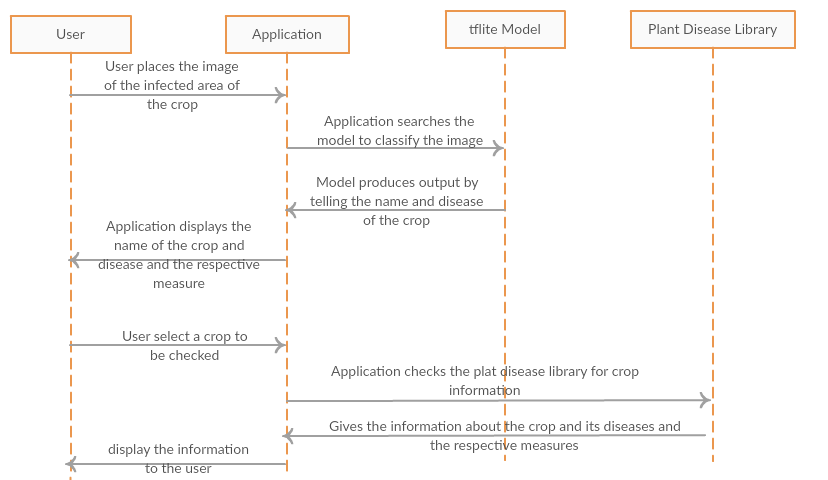 User
Application
tflite Model
Plant Disease Library
User places the image
of the infected area of
the crop
Application searches the
model to classify the image
Model produces output by
telling the name and disease
of the crop
Application displays the
name of the crop and
disease and the respective
measure
User select a crop to
be checked
Application checks the plat disease library for crop
information
Gives the information about the crop and its diseases and
the respective measures
display the information
to the user